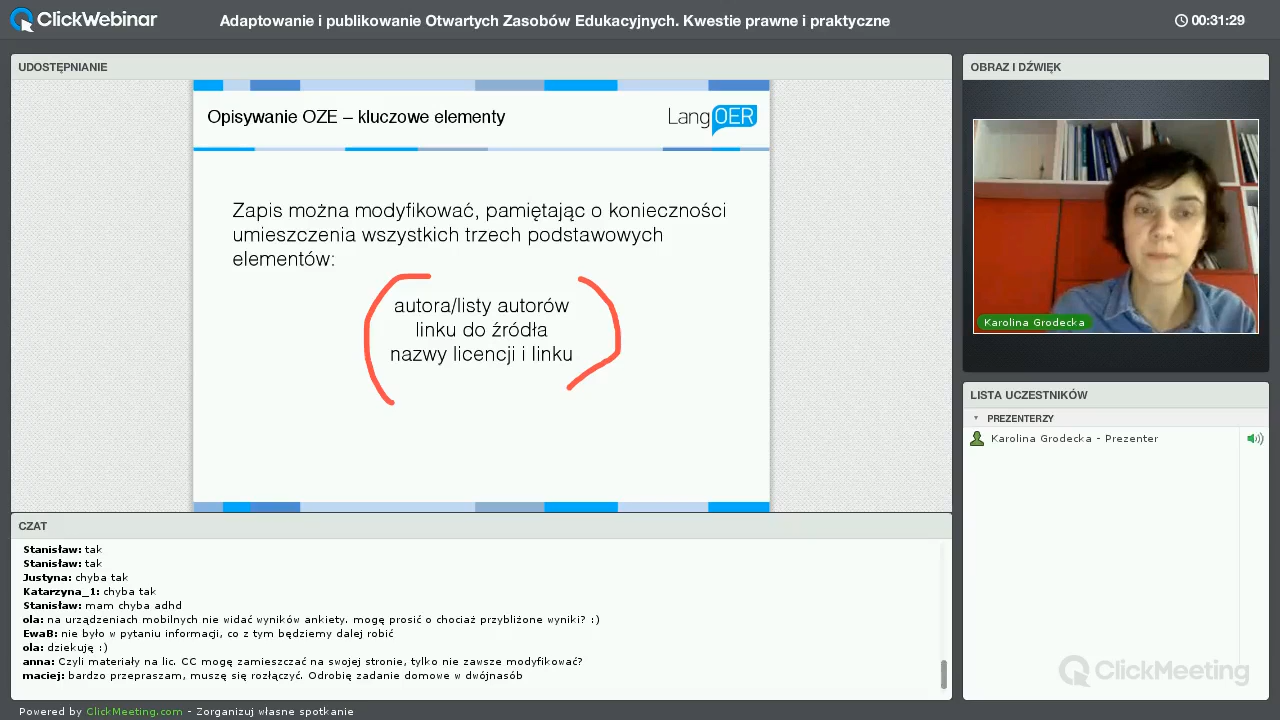 ClickWebinar
Adaptowanie i publikowanie Otwartych Zasobów Edukacyjnych. Kwestie prawne i praktyczne
00:31:29
UDOSTĘPNIANIE
Opisywanie OZE – kluczowe elementy
LangOER
Zapis można modyfikować, pamiętając o konieczności
umieszczenia wszystkich trzech podstawowych
elementów:
autora/listy autorów
linku do źródła
nazwy licencji i linku
OBRAZ I DŹWIĘK
Karolina Grodecka
LISTA UCZESTNIKÓW
PREZENTERZY
Karolina Grodecka - Prezenter
CZAT
Stanisław: tak
Stanisław: tak
Justyna: chyba tak
Katarzyna_1: chyba tak
Stanisław: mam chyba adhd
ola: na urządzeniach mobilnych nie widać wyników ankiety. mogę prosić o chociaż przybliżone wyniki? :)
EwaB: nie było w pytaniu informacji, co z tym będziemy dalej robić
ola: dziekuję :)
anna: Czyli materiały na lic. CC mogę zamieszczać na swojej stronie, tylko nie zawsze modyfikować?
maciej: bardzo przepraszam, muszę się rozłączyć. Odrobię zadanie domowe w dwójnasób
ClickMeeting
Powered by ClickMeeting.com - Zorganizuj własne spotkanie